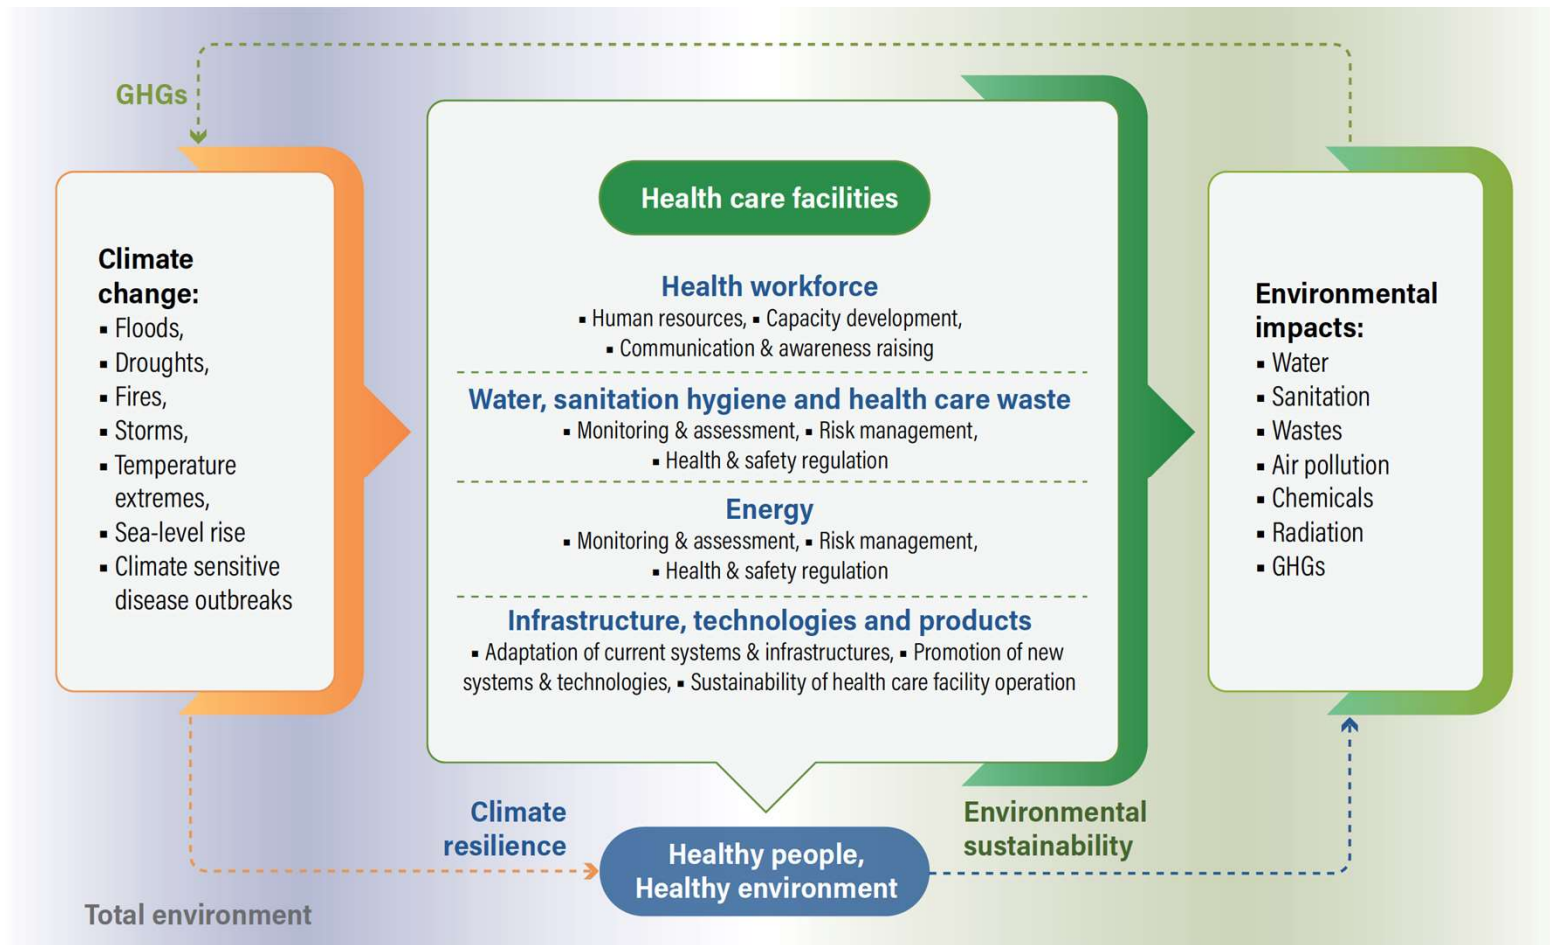 GHGs
Climate
change:
▪ Floods,
▪ Droughts,
▪ Fires,
▪ Storms,
▪ Temperature
extremes,
▪ Sea-level rise
▪ Climate sensitive
disease outbreaks
Health care facilities
Health workforce
▪ Human resources, ▪ Capacity development,
▪ Communication & awareness raising
Water, sanitation hygiene and health care waste
▪ Monitoring & assessment, ▪ Risk management,
▪ Health & safety regulation
Energy
▪ Monitoring & assessment, ▪ Risk management,
▪ Health & safety regulation
Infrastructure, technologies and products
▪ Adaptation of current systems & infrastructures, ▪ Promotion of new
systems & technologies, ▪ Sustainability of health care facility operation
Environmental
impacts:
▪ Water
▪ Sanitation
▪ Wastes
▪ Air pollution
▪ Chemicals
▪ Radiation
▪ GHGs
Climate
resilience
Healthy people,
Healthy environment
Environmental
sustainability
Total environment